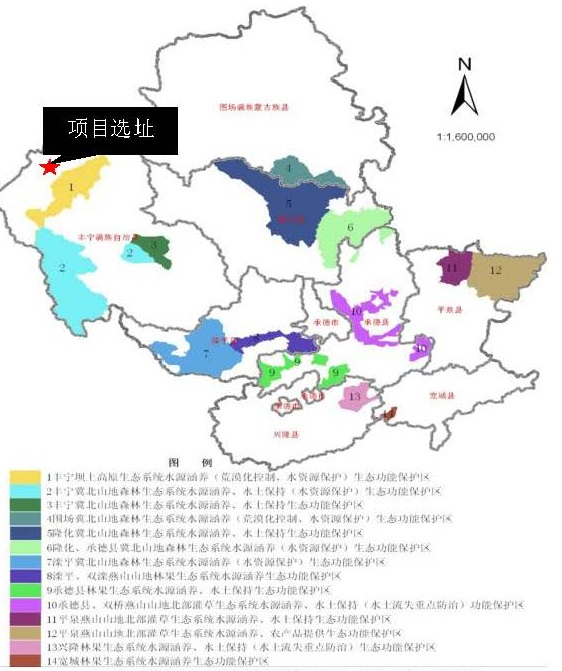 N
围场满族蒙古族县
1:1,600,000
项目选址
4
1
5
6
丰宁满族自治县
3
2
2
11
12
10
承德市
承德县
平泉县
8
7
10
9
9
9
13
宽城县
14
兴隆县
图 例
1丰宁坝上高原生态系统水源涵养（荒漠化控制、水资源保护）生态功能保护区
2丰宁冀北山地森林生态系统水源涵养、水土保持（水资源保护）生态功能保护区
3丰宁冀北山地森林生态系统水源涵养、水土保持生态功能保护区
4围场冀北山地森林生态系统水源涵养（荒漠化控制、水资源保护）生态功能保护区
5隆化冀北山地森林生态系统水源涵养、水土保持生态功能保护区
6隆化、承德县冀北山地森林生态系统水源涵养（水资源保护）生态功能保护区
7滦平冀北山地森林生态系统水源涵养（水资源保护）生态功能保护区
8滦平、双滦燕山山地林果生态系统水源涵养生态功能保护区
9承德县林果生态系统水源涵养、水土保持生态功能保护区
10承德县、双桥燕山山地北部灌草生态系统水源涵养、水土保持（水土流失重点防治）功能保护区
11平泉燕山山地北部灌草生态系统水源涵养、水土保持生态功能保护区
12平泉燕山山地北部灌草生态系统水源涵养、农产品提供生态功能保护区
13兴隆林果生态系统水源涵养、水土保持（水土流失重点防治）生态功能保护区
14宽城林果生态系统水源涵养生态功能保护区